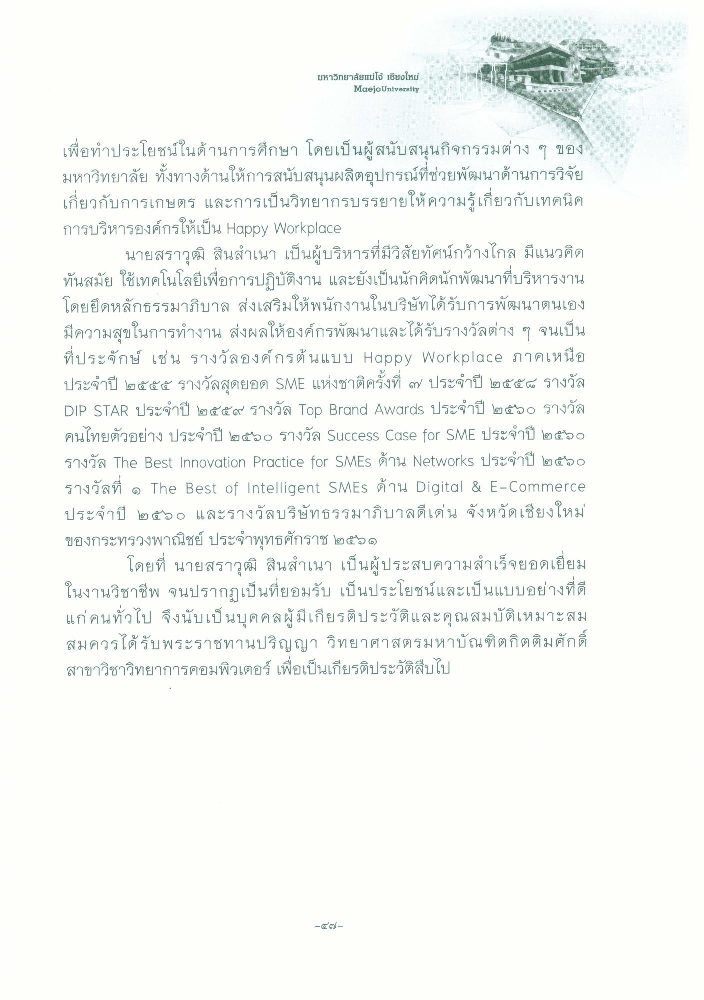 มหาวิทยาลัยแม่โจ้ เชียงใหม่
Maejo University
MJU
เพื่อทำประโยชน์ในด้านการศึกษา โดยเป็นผู้สนับสนุนกิจกรรมต่าง ๆ ของ
มหาวิทยาลัย ทั้งทางด้านให้การสนับสนุนผลิตอุปกรณ์ที่ช่วยพัฒนาด้านการวิจัย
เกี่ยวกับการเกษตร และการเป็นวิทยากรบรรยายให้ความรู้เกี่ยวกับเทคนิค
การบริหารองค์กรให้เป็น Happy Workplace
นายสราวุฒิ สินสำเนา เป็นผู้บริหารที่มีวิสัยทัศน์กว้างไกล มีแนวคิด
ทันสมัย ใช้เทคโนโลยีเพื่อการปฏิบัติงาน และยังเป็นนักคิดนักพัฒนาที่บริหารงาน
โดยยึดหลักธรรมาภิบาล ส่งเสริมให้พนักงานในบริษัทได้รับการพัฒนาตนเอง
มีความสุขในการทำงาน ส่งผลให้องค์กรพัฒนาและได้รับรางวัลต่าง ๆ จนเป็น
ที่ประจักษ์ เช่น รางวัลองค์กรต้นแบบ Happy Workplace ภาคเหนือ
ประจำปี ๒๕๕๕ รางวัลสุดยอด SME แห่งชาติครั้งที่ ๗ ประจำปี ๒๕๕๘ รางวัล
DIP STAR ประจำปี ๒๕๕๙ รางวัล Top Brand Awards ประจำปี ๒๕๖๐ รางวัล
คนไทยตัวอย่าง ประจำปี ๒๕๖๐ รางวัล Success Case for SME ประจำปี ๒๕๖๐
รางวัล The Best Innovation Practice for SMEs ด้าน Networks ประจำปี ๒๕๖๐
รางวัลที่ ๑ The Best of Intelligent SMEs ด้าน Digital & E-Commerce
ประจำปี ๒๕๖๐ และรางวัลบริษัทธรรมาภิบาลดีเด่น จังหวัดเชียงใหม่
ของกระทรวงพาณิชย์ ประจำพุทธศักราช ๒๕๖๑
โดยที่ นายสราวุฒิ สินสำเนา เป็นผู้ประสบความสำเร็จยอดเยี่ยม
ในงานวิชาชีพ จนปรากฏเป็นที่ยอมรับ เป็นประโยชน์และเป็นแบบอย่างที่ดี
แก่คนทั่วไป จึงนับเป็นบุคคลผู้มีเกียรติประวัติและคุณสมบัติเหมาะสม
สมควรได้รับพระราชทานปริญญา วิทยาศาสตรมหาบัณฑิตกิตติมศักดิ์
สาขาวิชาวิทยาการคอมพิวเตอร์ เพื่อเป็นเกียรติประวัติสืบไป
-๔๗-